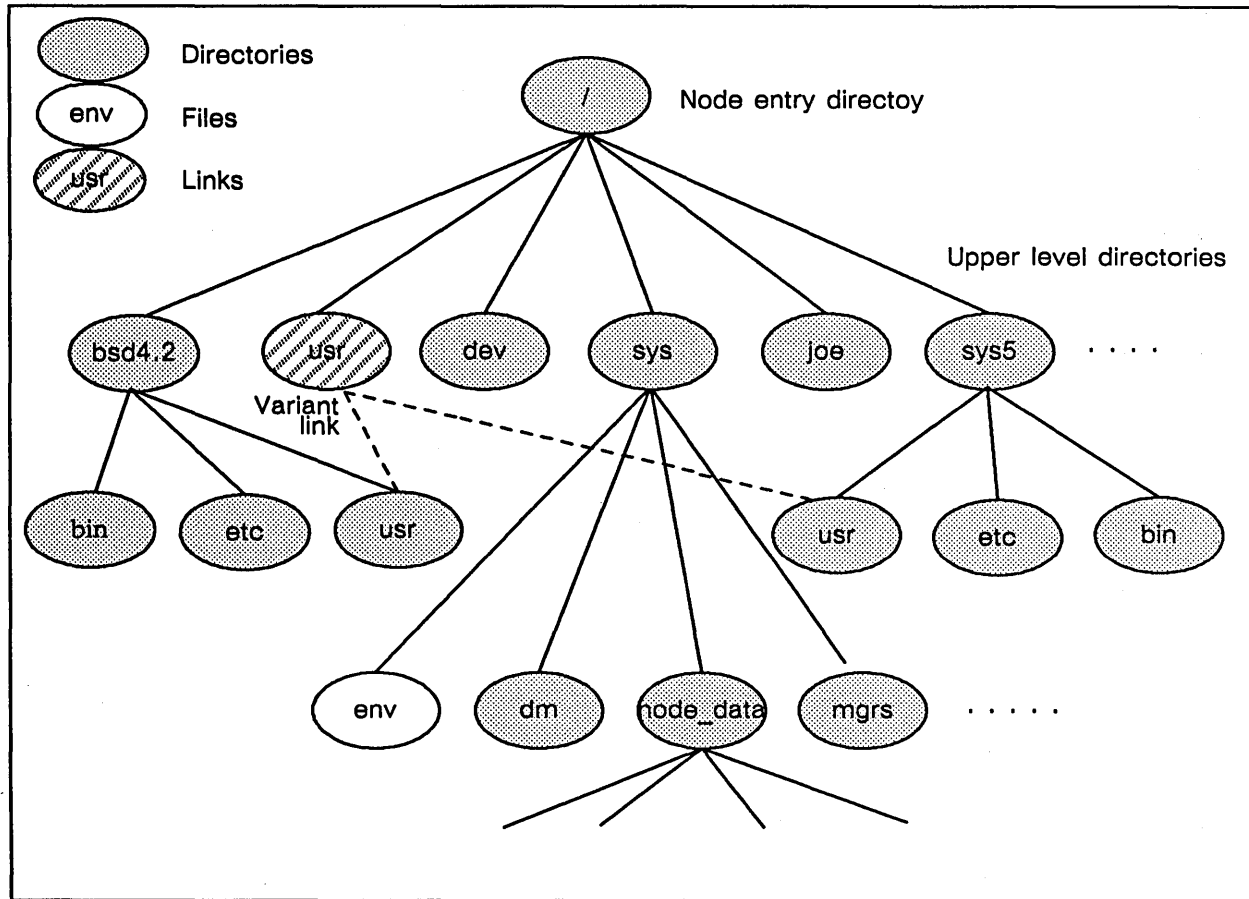 Directories
env
Files
usr
Links
/
Node entry directoy
Upper level directories
bsd4.2
usr
dev
sys
joe
sys5
. . . .
Variant
link
bin
etc
usr
usr
etc
bin
env
dm
node_data
mgrs
. . . . .